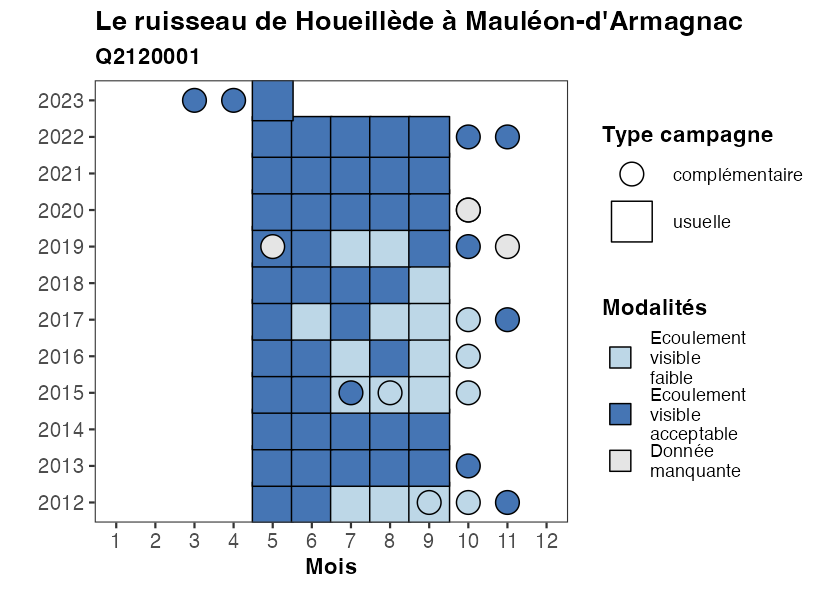 Le ruisseau de Houeillède à Mauléon-d'Armagnac
Q2120001
2023
2022
2021
2020
2019
2018
2017
2016
2015
2014
2013
2012
1 2 3 4 5 6 7 8 9 10 11 12
Mois
Type campagne
complémentaire
usuelle
Modalités
Ecoulement
visible
faible
Ecoulement
visible
acceptable
Donnée
manquante